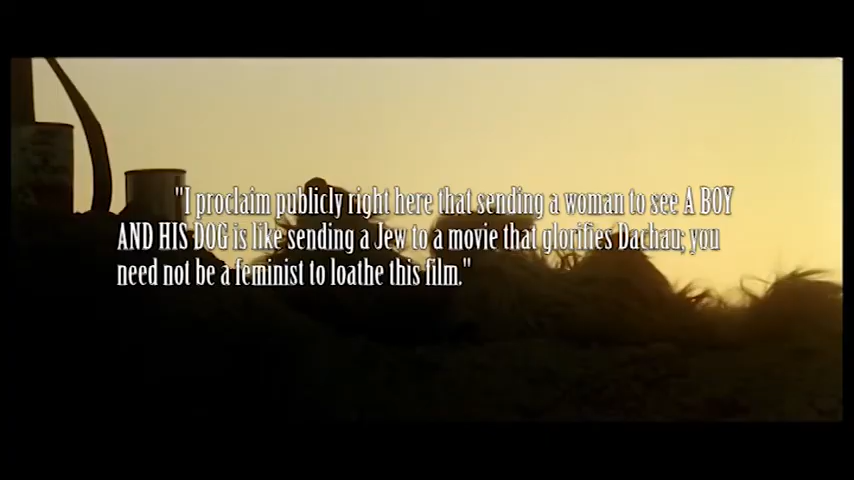 "I proclaim publicly right here that sending a woman to see A BOY
AND HIS DOG is like sending a Jew to a movie that glorifies Dachau; you
need not be a feminist to loathe this film."